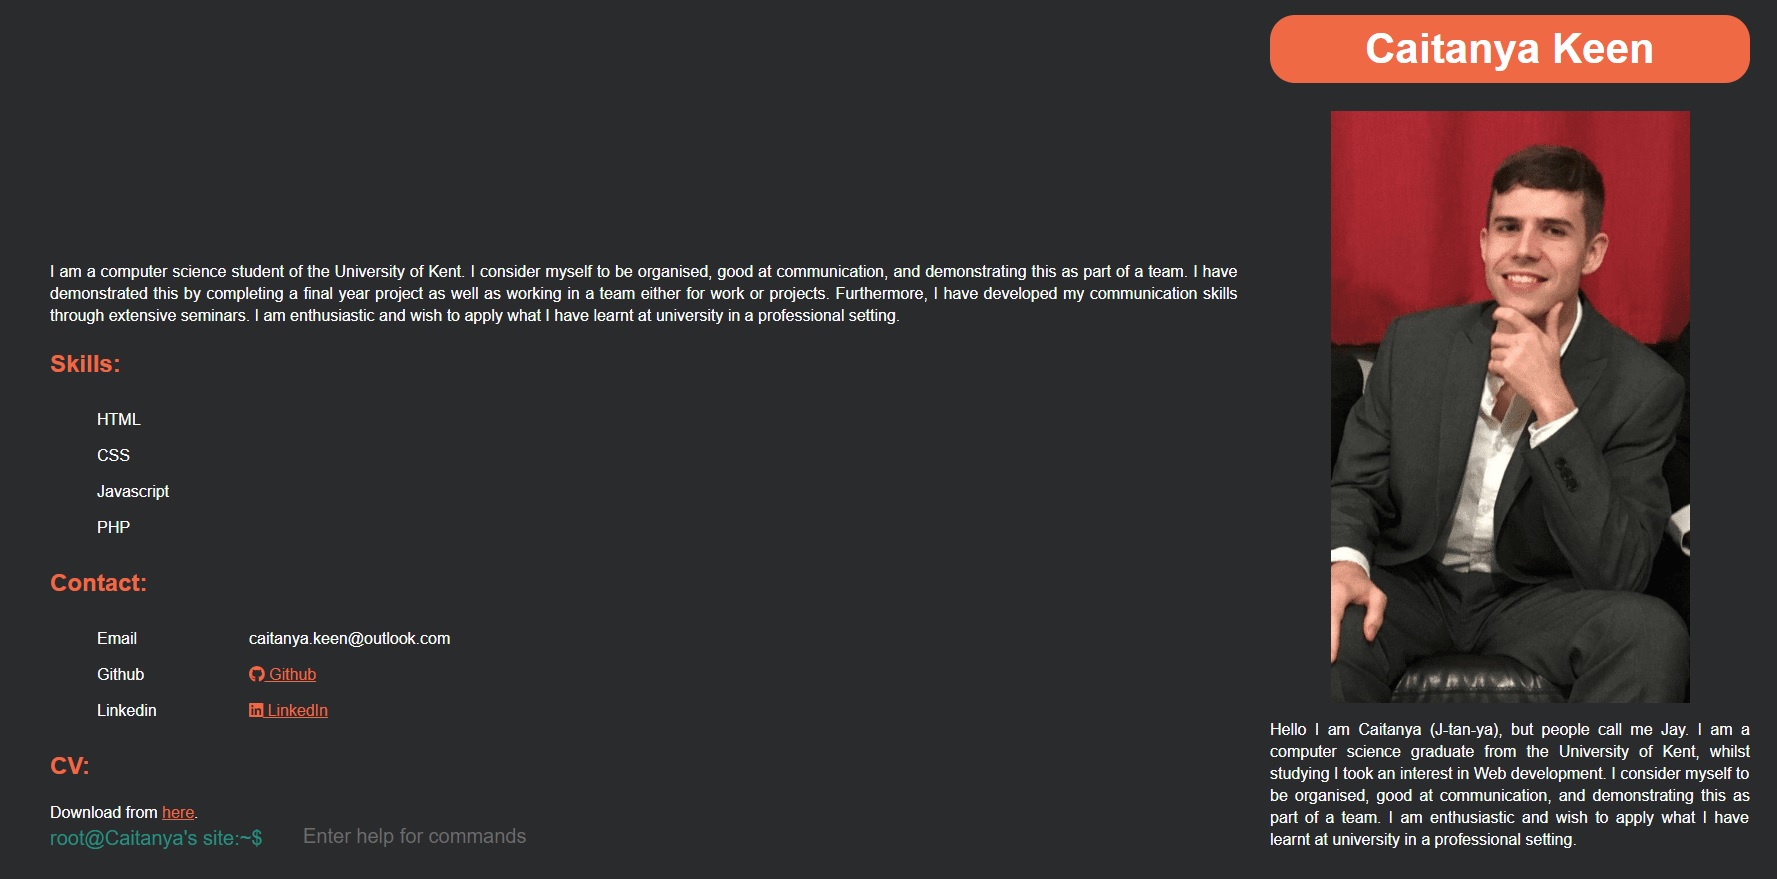 Caitanya Keen
I am a computer science student of the University of Kent. I consider myself to be organised, good at communication, and demonstrating this as part of a team. I have
demonstrated this by completing a final year project as well as working in a team either for work or projects. Furthermore, I have developed my communication skills
through extensive seminars. I am enthusiastic and wish to apply what I have learnt at university in a professional setting.
Skills:
HTML
CSS
Javascript
PHP
Contact:
Email caitanya.keen@outlook.com
Github Github
Linkedin LinkedIn
CV:
Download from here.
root@Caitanya's site:~$ Enter help for commands
Hello I am Caitanya (J-tan-ya), but people call me Jay. I am a
computer science graduate from the University of Kent, whilst
studying I took an interest in Web development. I consider myself to
be organised, good at communication, and demonstrating this as
part of a team. I am enthusiastic and wish to apply what I have
learnt at university in a professional setting.